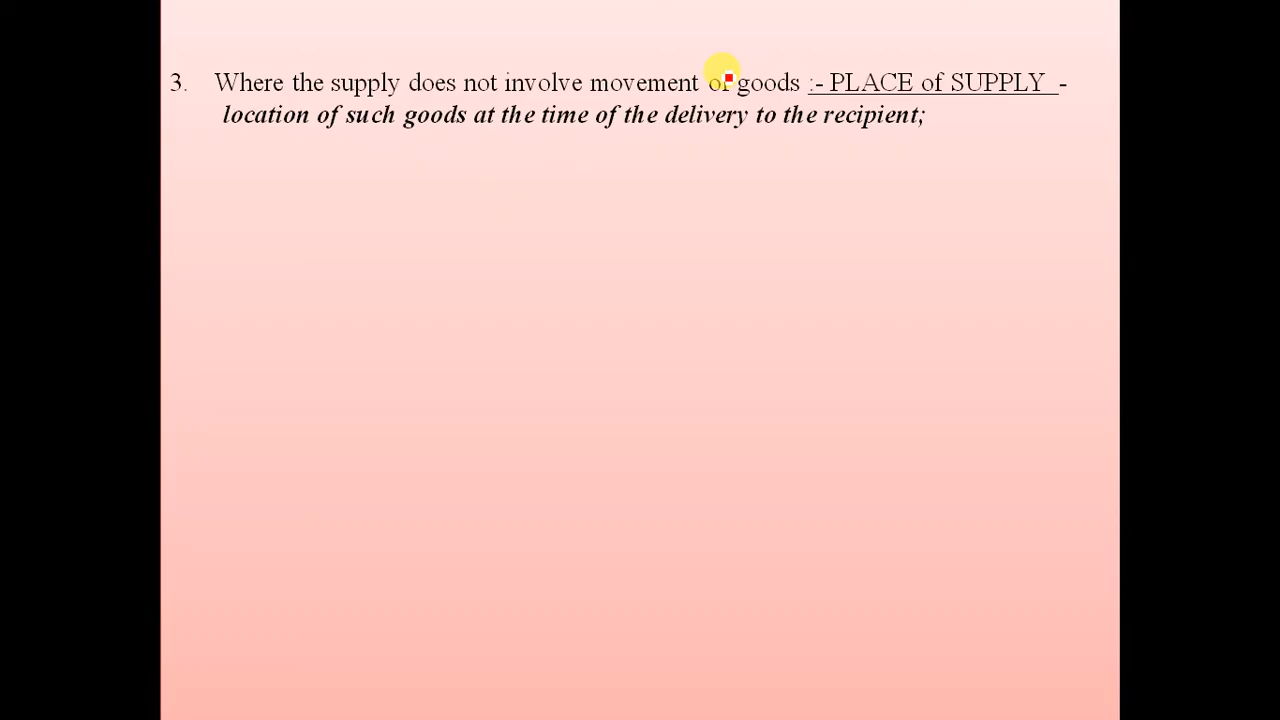 3. Where the supply does not involve movement of goods :- PLACE of SUPPLY -
location of such goods at the time of the delivery to the recipient;